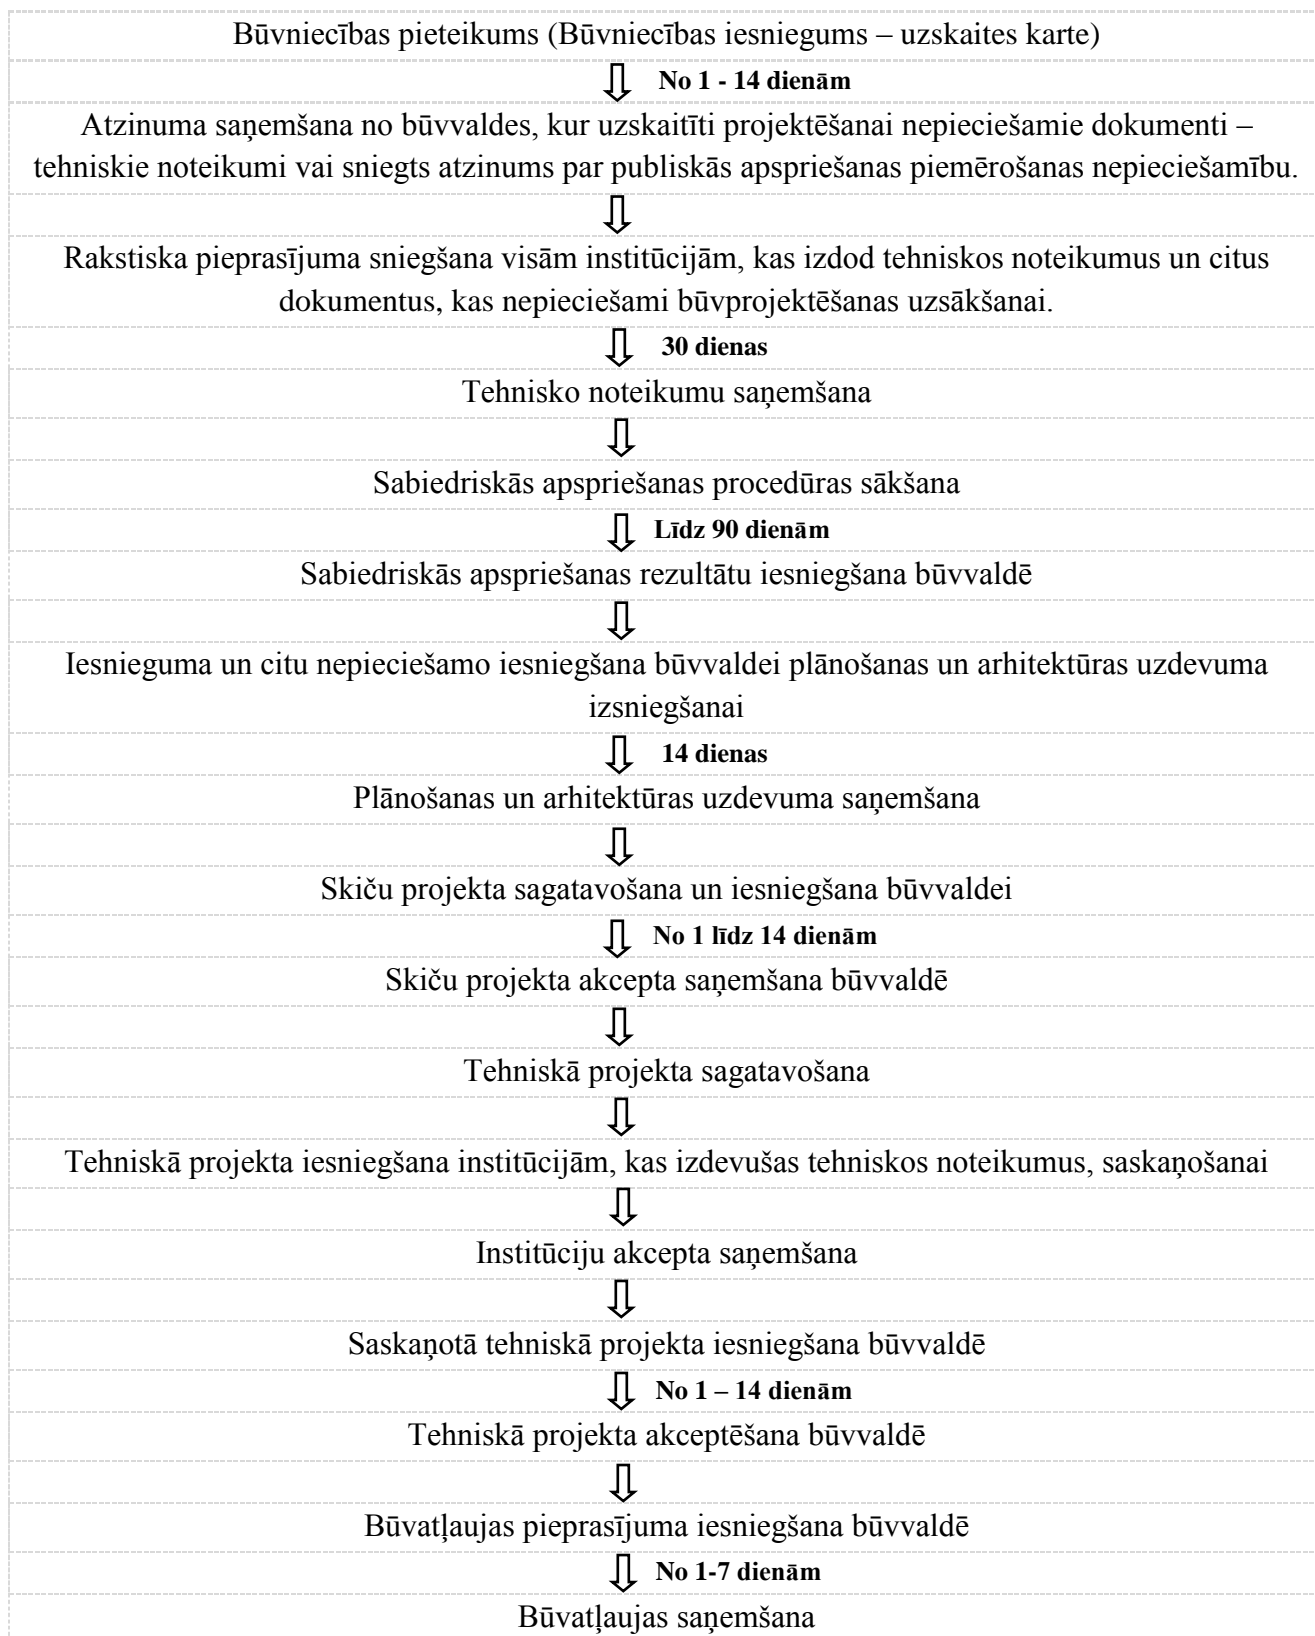 Būvniecības pieteikums (Būvniecības iesniegums – uzskaites karte)
No 1 - 14 dienām
Atzinuma saņemšana no būvvaldes, kur uzskaitīti projektēšanai nepieciešamie dokumenti –
tehniskie noteikumi vai sniegts atzinums par publiskās apspriešanas piemērošanas nepieciešamību.
Rakstiska pieprasījuma sniegšana visām institūcijām, kas izdod tehniskos noteikumus un citus
dokumentus, kas nepieciešami būvprojektēšanas uzsākšanai.
30 dienas
Tehnisko noteikumu saņemšana
Sabiedriskās apspriešanas procedūras sākšana
Līdz 90 dienām
Sabiedriskās apspriešanas rezultātu iesniegšana būvvaldē
Iesnieguma un citu nepieciešamo iesniegšana būvvaldei plānošanas un arhitektūras uzdevuma
izsniegšanai
14 dienas
Plānošanas un arhitektūras uzdevuma saņemšana
Skiču projekta sagatavošana un iesniegšana būvvaldei
No 1 līdz 14 dienām
Skiču projekta akcepta saņemšana būvvaldē
Tehniskā projekta sagatavošana
Tehniskā projekta iesniegšana institūcijām, kas izdevušas tehniskos noteikumus, saskaņošanai
Institūciju akcepta saņemšana
Saskaņotā tehniskā projekta iesniegšana būvvaldē
No 1 – 14 dienām
Tehniskā projekta akceptēšana būvvaldē
Būvatļaujas pieprasījuma iesniegšana būvvaldē
No 1-7 dienām
Būvatļaujas saņemšana